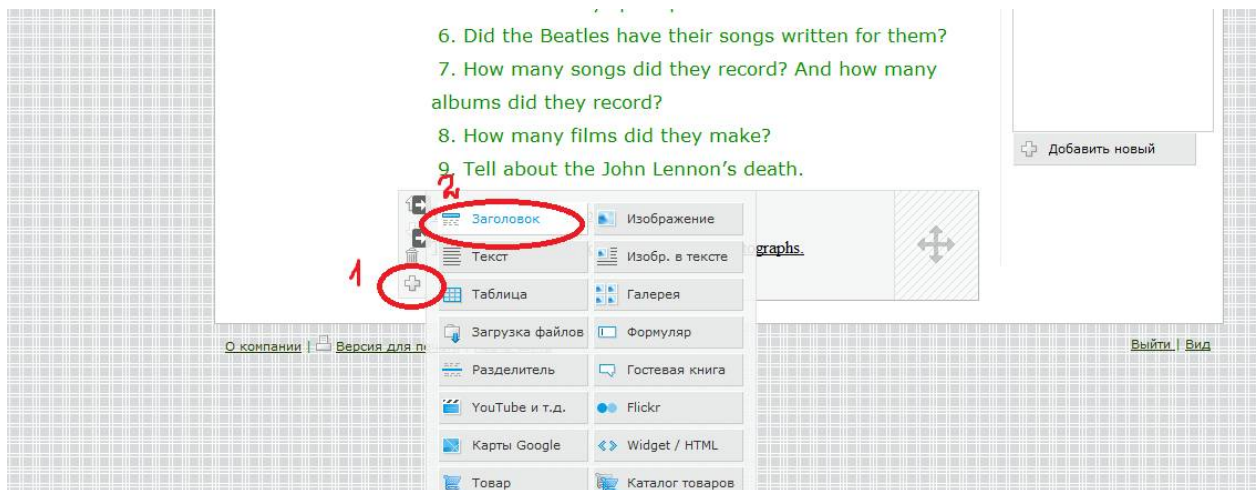 6. Did the Beatles have their songs written for them?
7. How many songs did they record? And how many
albums did they record?
8. How many films did they make?
9. Tell about the John Lennon’s death.
Добавить новый
2
Заголовок
Изображение
Текст
Изобр. в тексте
graphs.
1
Таблица
Галерея
Загрузка файлов
Формуляр
О компании | Версия для
Выйти | Вид
Разделитель
Гостевая книга
YouTube и т.д.
Flickr
Карты Google
Widget / HTML
Товар
Каталог товаров